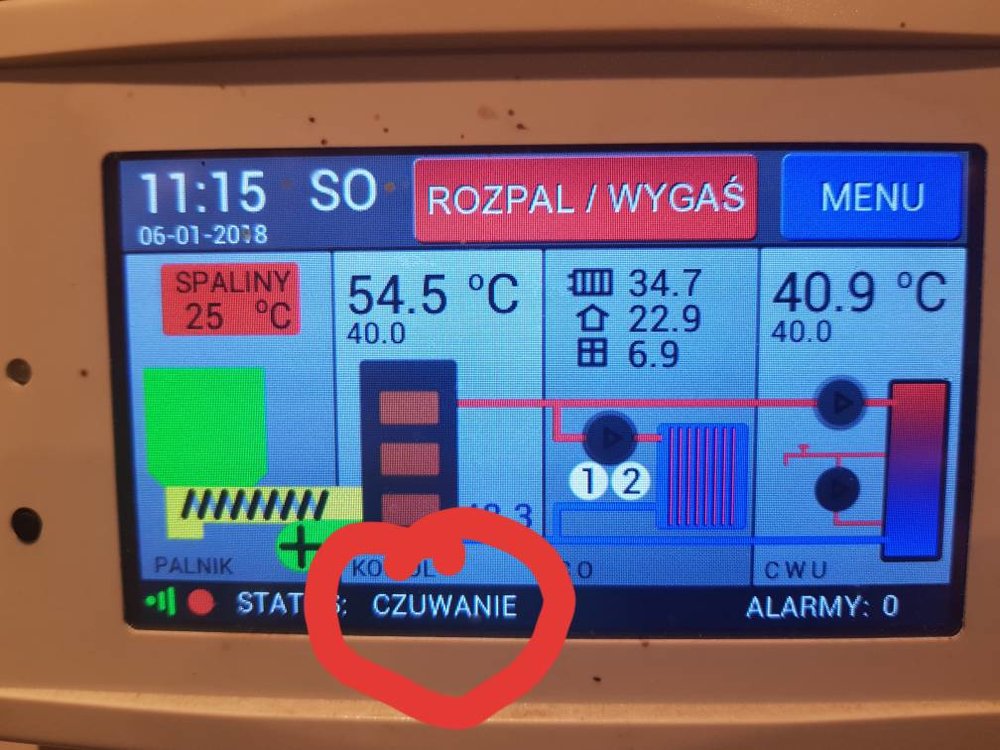 11:15 SO ROZPAL / WYGAŚ MENU
06-01-2018
SPALINY
25 °C
54.5 °C
40.0
34.7
22.9
6.9
40.9 °C
40.0
1 2
PALNIK
CWU
CZUWANIE
ALARMY: 0